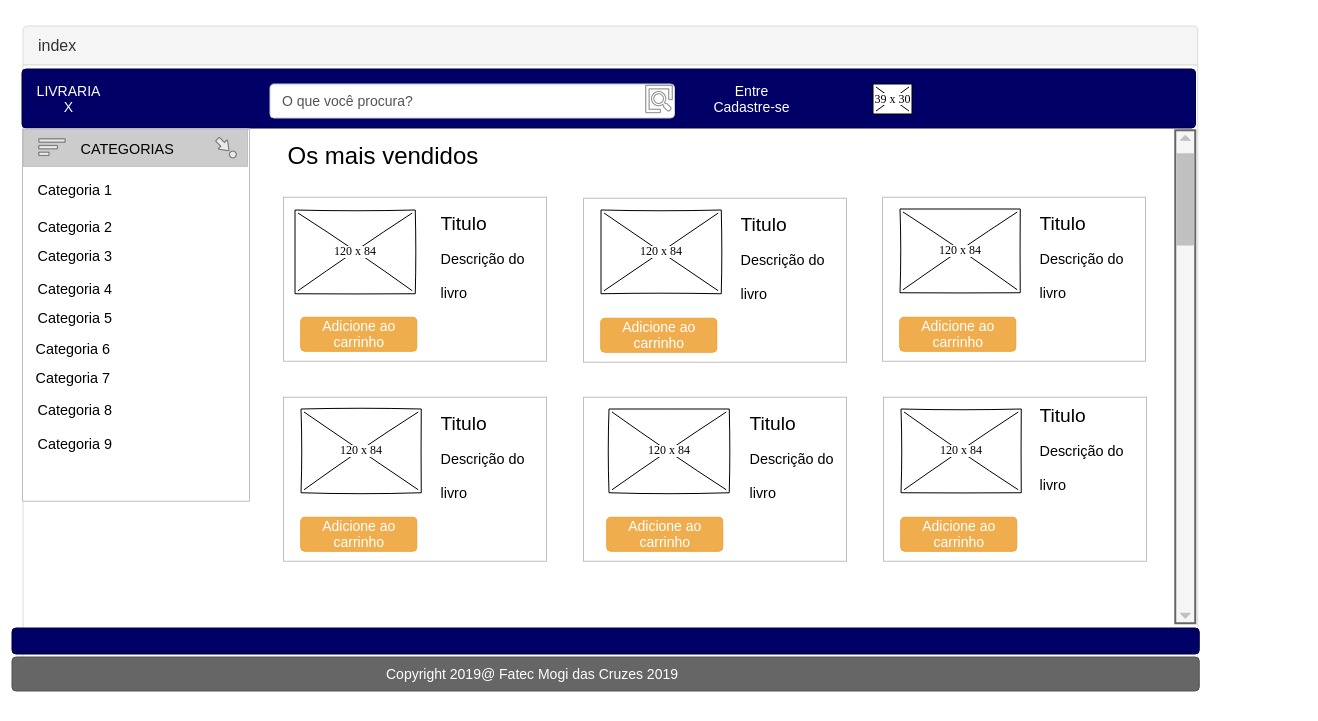 index
LIVRARIA
X
O que você procura?
Entre
Cadastre-se
39 x 30
CATEGORIAS
Categoria 1
Categoria 2
Categoria 3
Categoria 4
Categoria 5
Categoria 6
Categoria 7
Categoria 8
Categoria 9
Os mais vendidos
120 x 84
Titulo
Descrição do
livro
Adicione ao
carrinho
120 x 84
Titulo
Descrição do
livro
Adicione ao
carrinho
120 x 84
Titulo
Descrição do
livro
Adicione ao
carrinho
120 x 84
Titulo
Descrição do
livro
Adicione ao
carrinho
120 x 84
Titulo
Descrição do
livro
Adicione ao
carrinho
120 x 84
Titulo
Descrição do
livro
Adicione ao
carrinho
Copyright 2019@ Fatec Mogi das Cruzes 2019